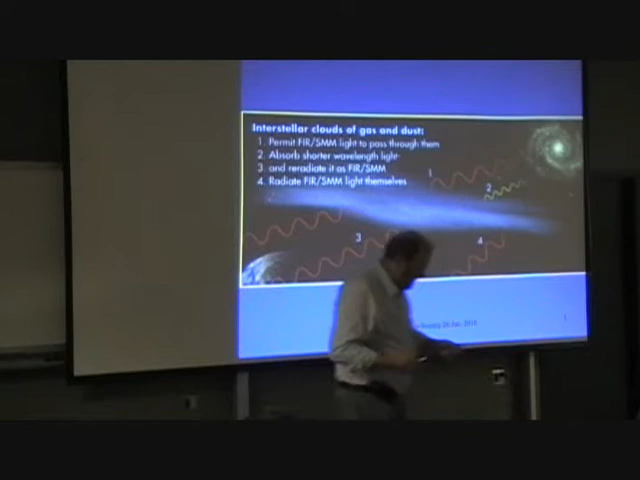 Interstellar clouds of gas and dust:
1. Permit FIR/SMM light to pass through them
2. Absorb shorter wavelength light
3. and reradiate it as FIR/SMM
4. Radiate FIR/SMM light themselves
1
2
3
4